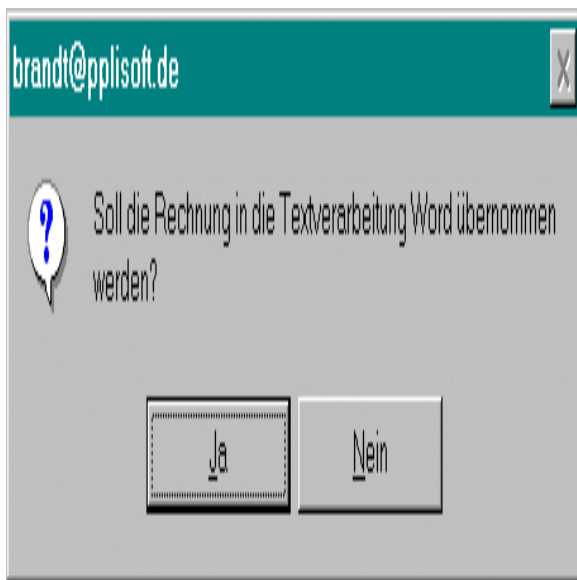 brandt@pplisoft.de
Soll die Rechnung in die Textverarbeitung Word übernommen
werden?
Ja
Nein